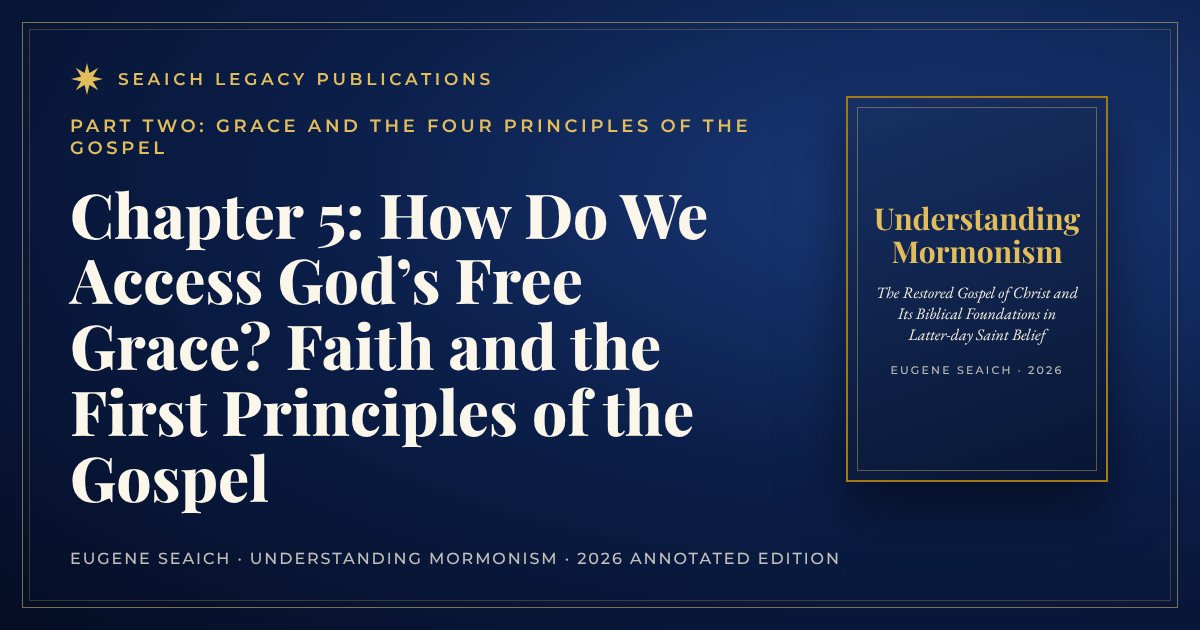 SEAICH LEGACY PUBLICATIONS
PART TWO: GRACE AND THE FOUR PRINCIPLES OF THE
GOSPEL
Chapter 5: How Do We
Access God’s Free
Grace? Faith and the
First Principles of the
Gospel
EUGENE SEAICH · UNDERSTANDING MORMONISM · 2026 ANNOTATED EDITION
Understanding
Mormonism
The Restored Gospel of Christ and
Its Biblical Foundations in
Latter-day Saint Belief
EUGENE SEAICH · 2026